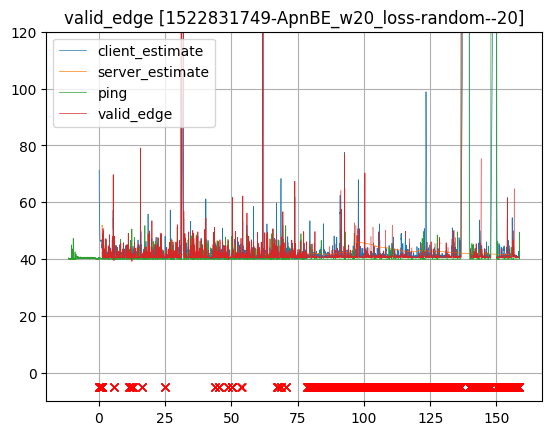 valid_edge [1522831749-ApnBE_w20_loss-random--20]
120
100
80
60
40
20
0
client_estimate
server_estimate
ping
valid_edge
0 25 50 75 100 125 150